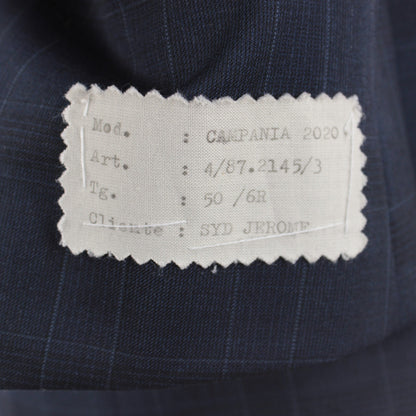 Mod. : CAMPANIA 2020
Art. : 4/87.2145/3
Tg. : 50 /6R
Cliente : SYD JEROME